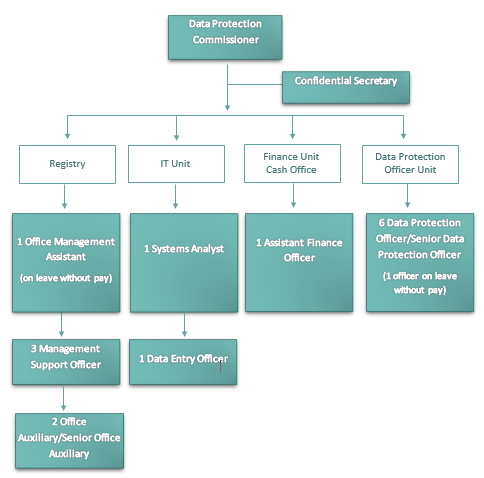 Data Protection
Commissioner
Confidential Secretary
Registry
IT Unit
Finance Unit
Cash Office
Data Protection
Officer Unit
1 Office Management
Assistant
(on leave without pay)
1 Systems Analyst
1 Assistant Finance
Officer
6 Data Protection
Officer/Senior Data
Protection Officer
(1 officer on leave
without pay)
3 Management
Support Officer
1 Data Entry Officer
2 Office
Auxiliary/Senior Office
Auxiliary